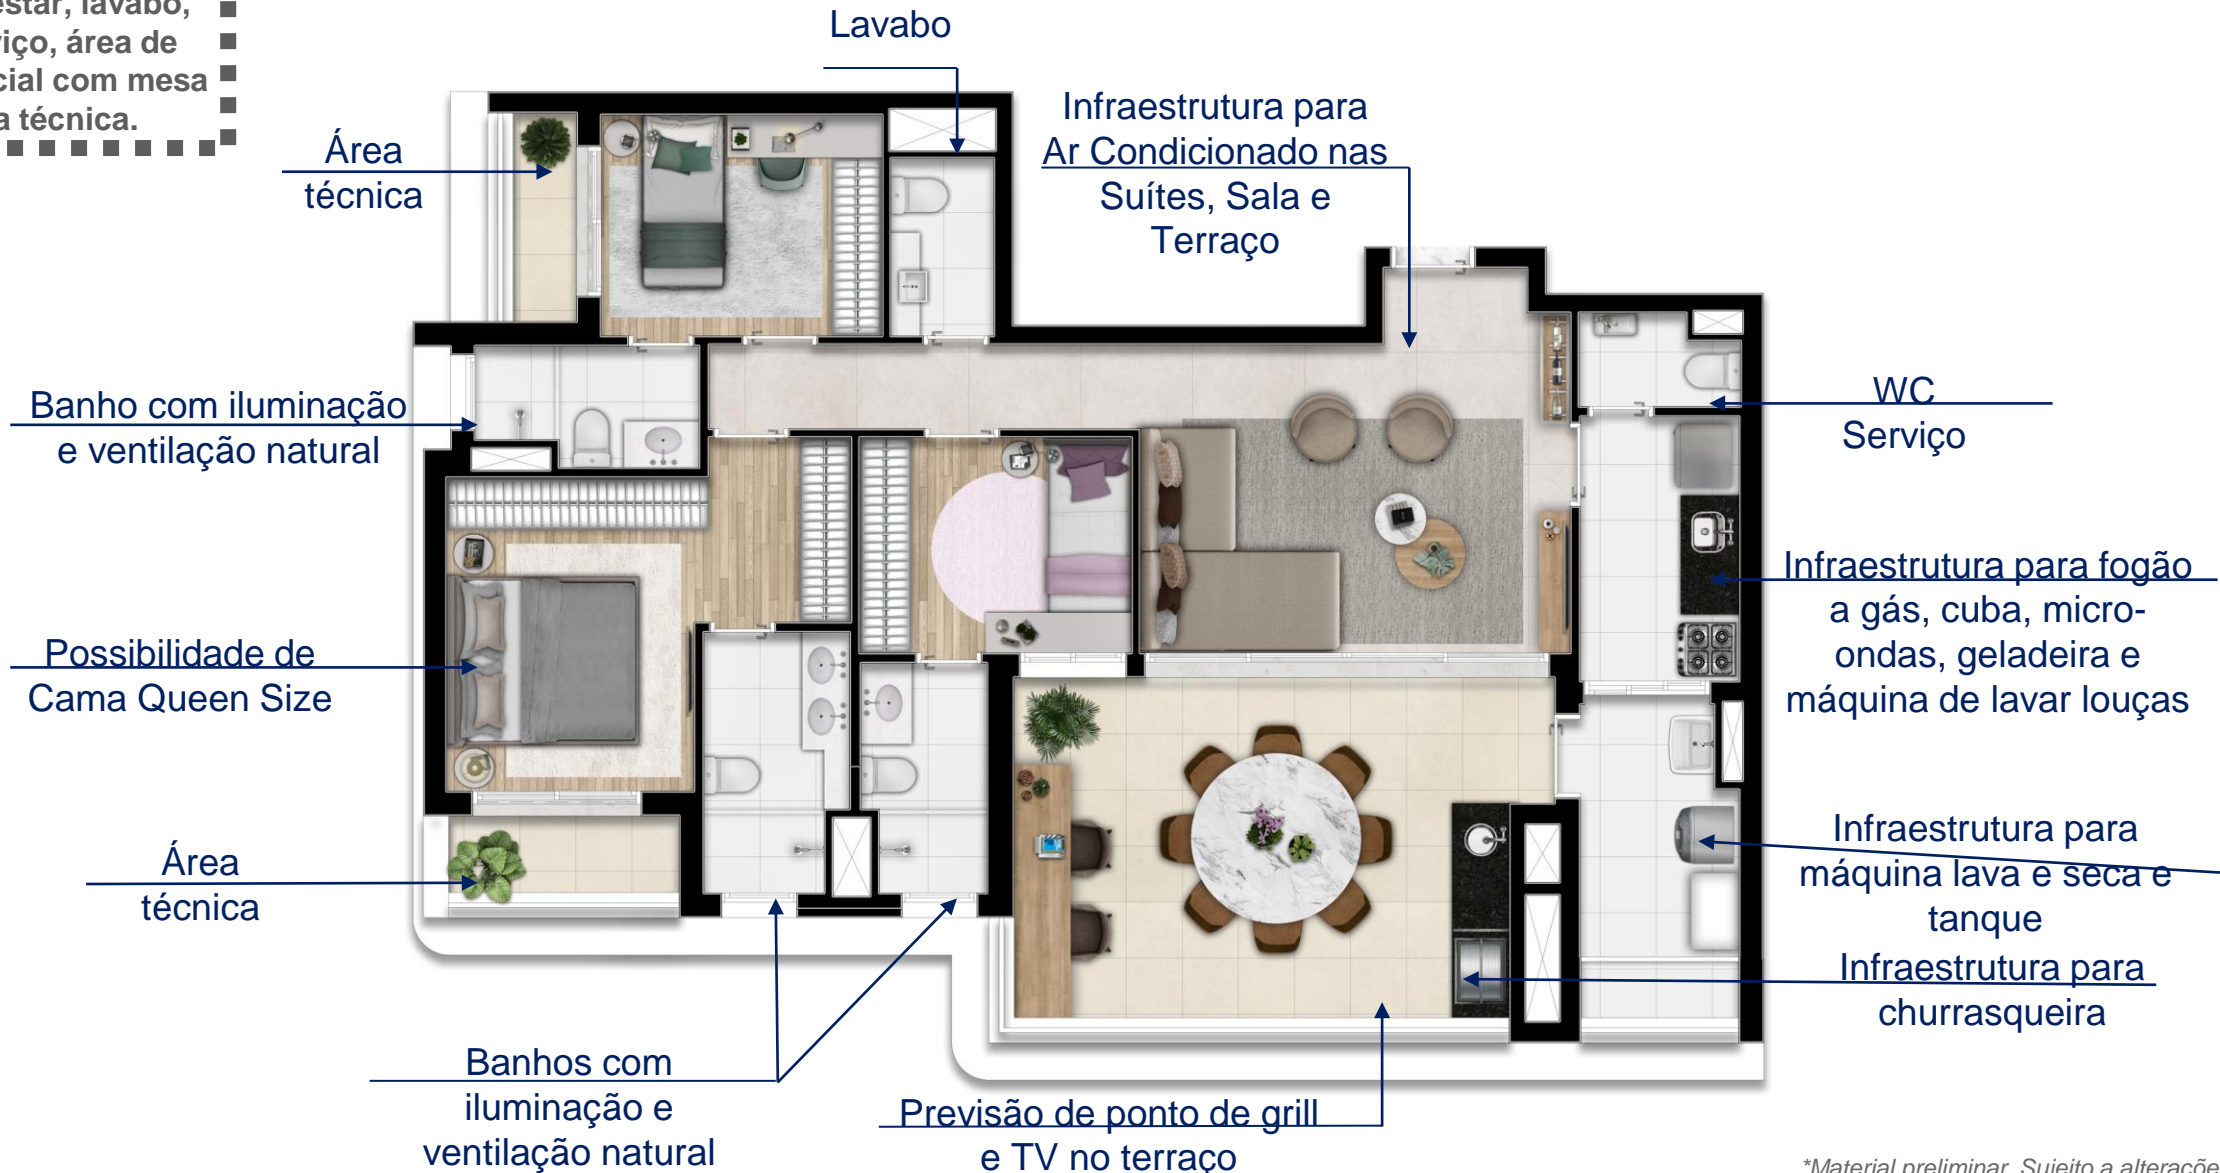 estar, lavabo,
viço, área de
cial com mesa
a técnica.
Lavabo
Infraestrutura para
Ar Condicionado nas
Suítes, Sala e
Terraço
Área
técnica
Banho com iluminação
e ventilação natural
WC
Serviço
Possibilidade de
Cama Queen Size
Infraestrutura para fogão
a gás, cuba, micro-
ondas, geladeira e
máquina de lavar louças
Área
técnica
Infraestrutura para
máquina lava e seca e
tanque
Infraestrutura para
churrasqueira
Banhos com
iluminação e
ventilação natural
Previsão de ponto de grill
e TV no terraço
*Material preliminar. Sujeito a alteraçõe